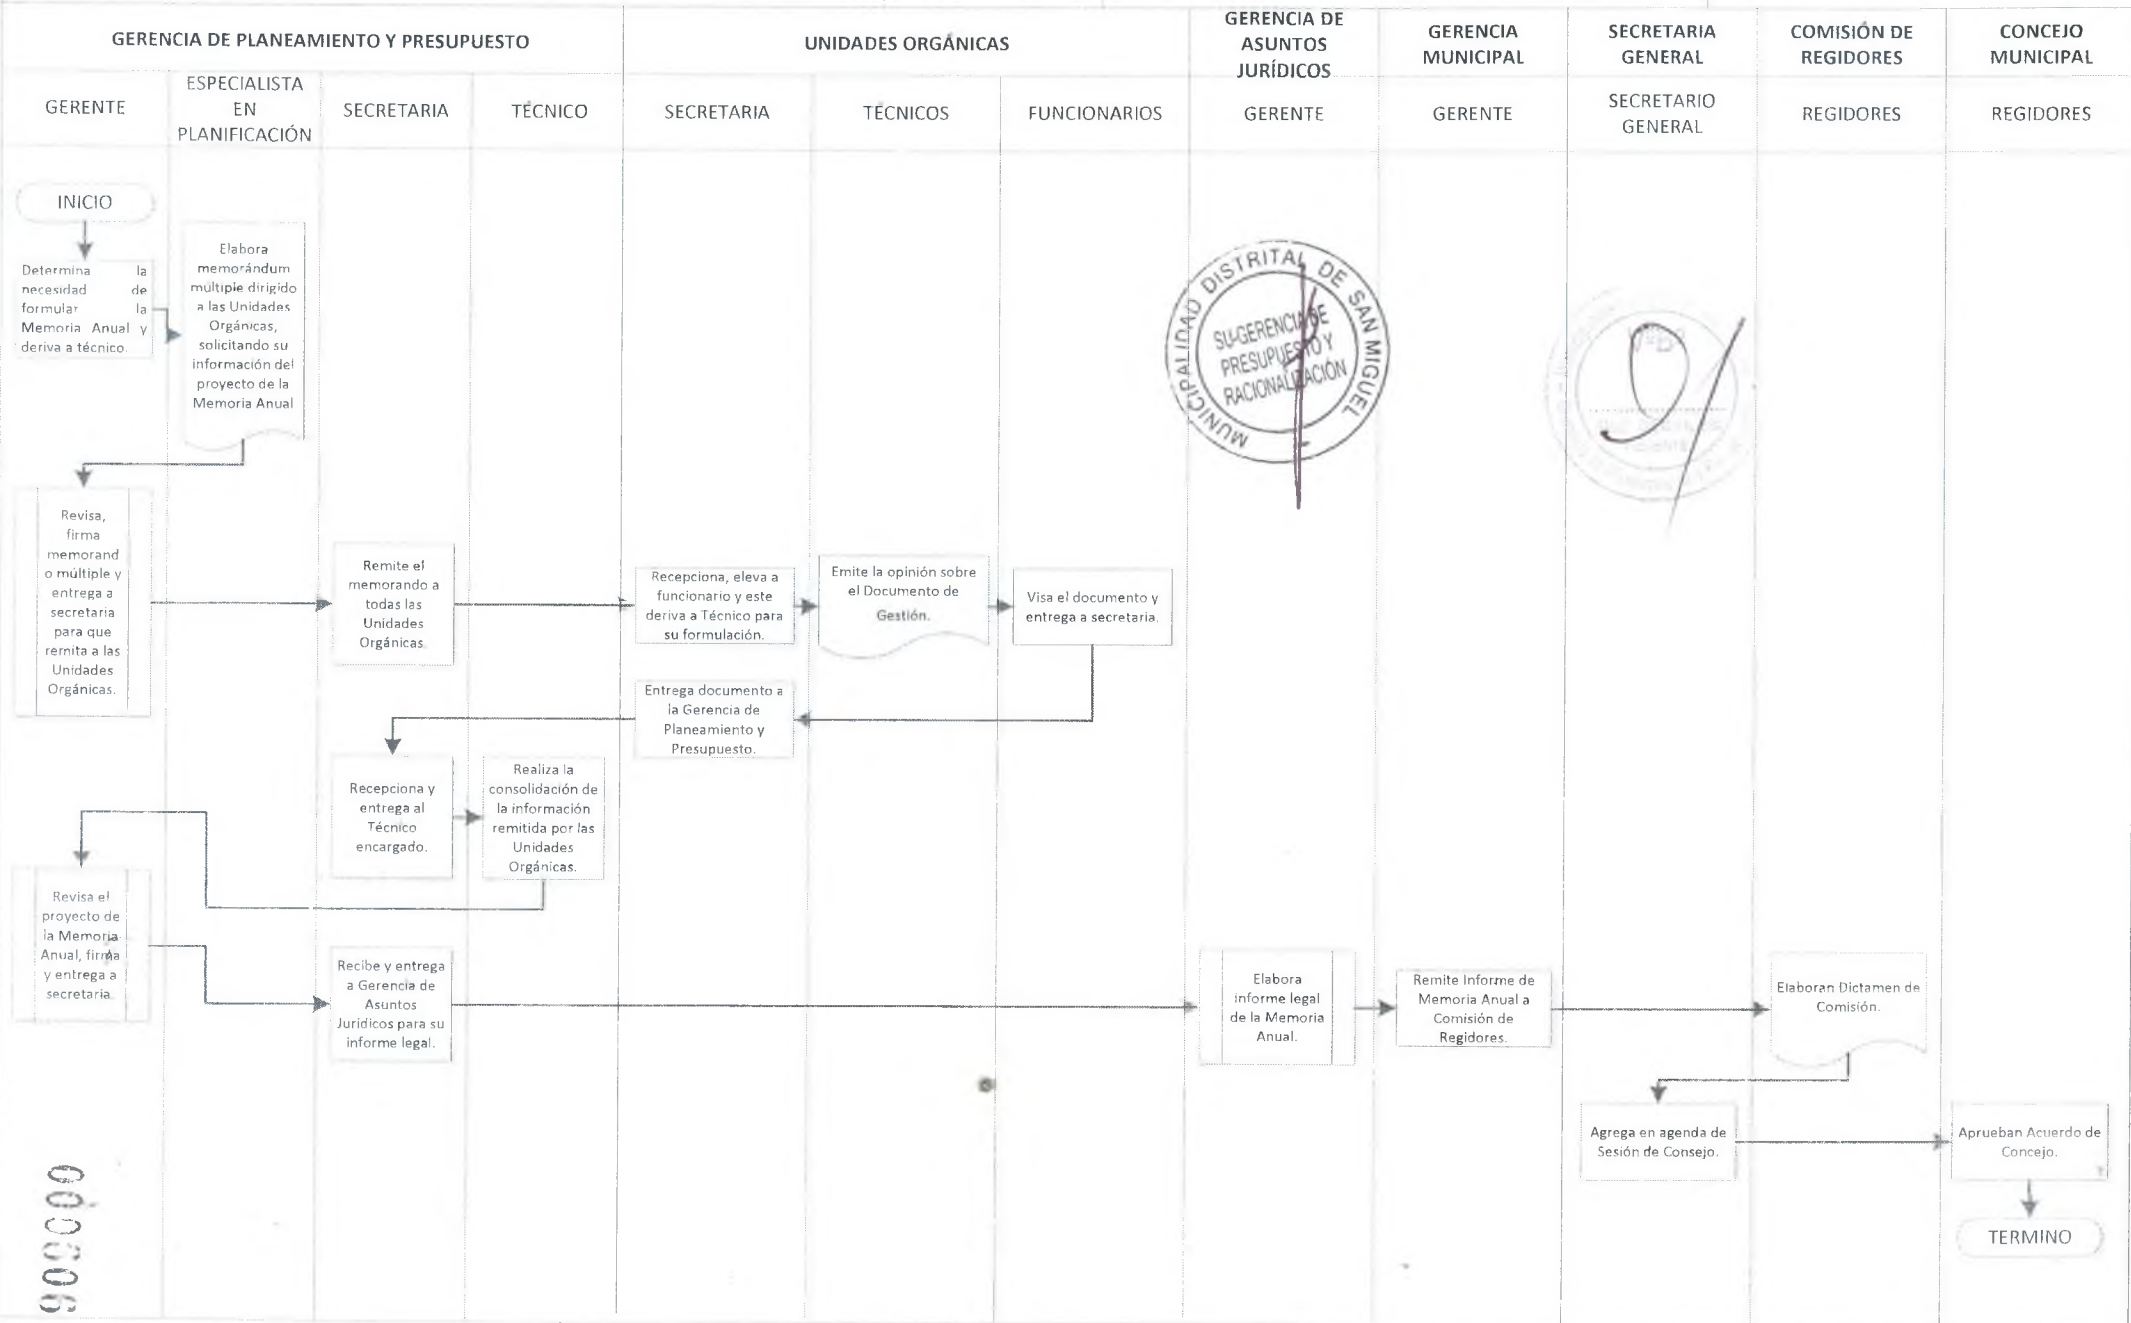 GERENCIA DE PLANEAMIENTO Y PRESUPUESTO
UNIDADES ORGÁNICAS
GERENCIA DE
ASUNTOS
JURÍDICOS
GERENCIA
MUNICIPAL
SECRETARIA
GENERAL
COMISIÓN DE
REGIDORES
CONCEJO
MUNICIPAL
GERENTE
ESPECIALISTA
EN
PLANIFICACIÓN
SECRETARIA
TÉCNICO
SECRETARIA
TÉCNICOS
FUNCIONARIOS
GERENTE
GERENTE
SECRETARIO
GENERAL
REGIDORES
REGIDORES
INICIO
Determina la
necesidad de
formular la
Memoria Anual y
deriva a técnico.
Elabora
memorándum
múltiple dirigido
a las Unidades
Orgánicas,
solicitando su
información del
proyecto de la
Memoria Anual
MUNICIPALIDAD DISTRITAL DE SAN MIGUEL
SU-GERENCIA DE
PRESUPUESTO Y
RACIONALIZACIÓN
Revisa,
firma
memorand
o múltiple y
entrega a
secretaria
para que
remita a las
Unidades
Orgánicas.
Remite el
memorando a
todas las
Unidades
Orgánicas.
Recepciona, eleva a
funcionario y este
deriva a Técnico para
su formulación.
Emite la opinión sobre
el Documento de
Gestión.
Visa el documento y
entrega a secretaria.
Entrega documento a
la Gerencia de
Planeamiento y
Presupuesto.
Recepciona y
entrega al
Técnico
encargado.
Realiza la
consolidación de
la información
remitida por las
Unidades
Orgánicas.
Revisa el
proyecto de
la Memoria
Anual, firma
y entrega a
secretaria.
Recibe y entrega
a Gerencia de
Asuntos
Jurídicos para su
informe legal.
Elabora
informe legal
de la Memoria
Anual.
Remite Informe de
Memoria Anual a
Comisión de
Regidores.
Elaboran Dictamen de
Comisión.
Agrega en agenda de
Sesión de Consejo.
Aprueban Acuerdo de
Concejo.
TERMINO